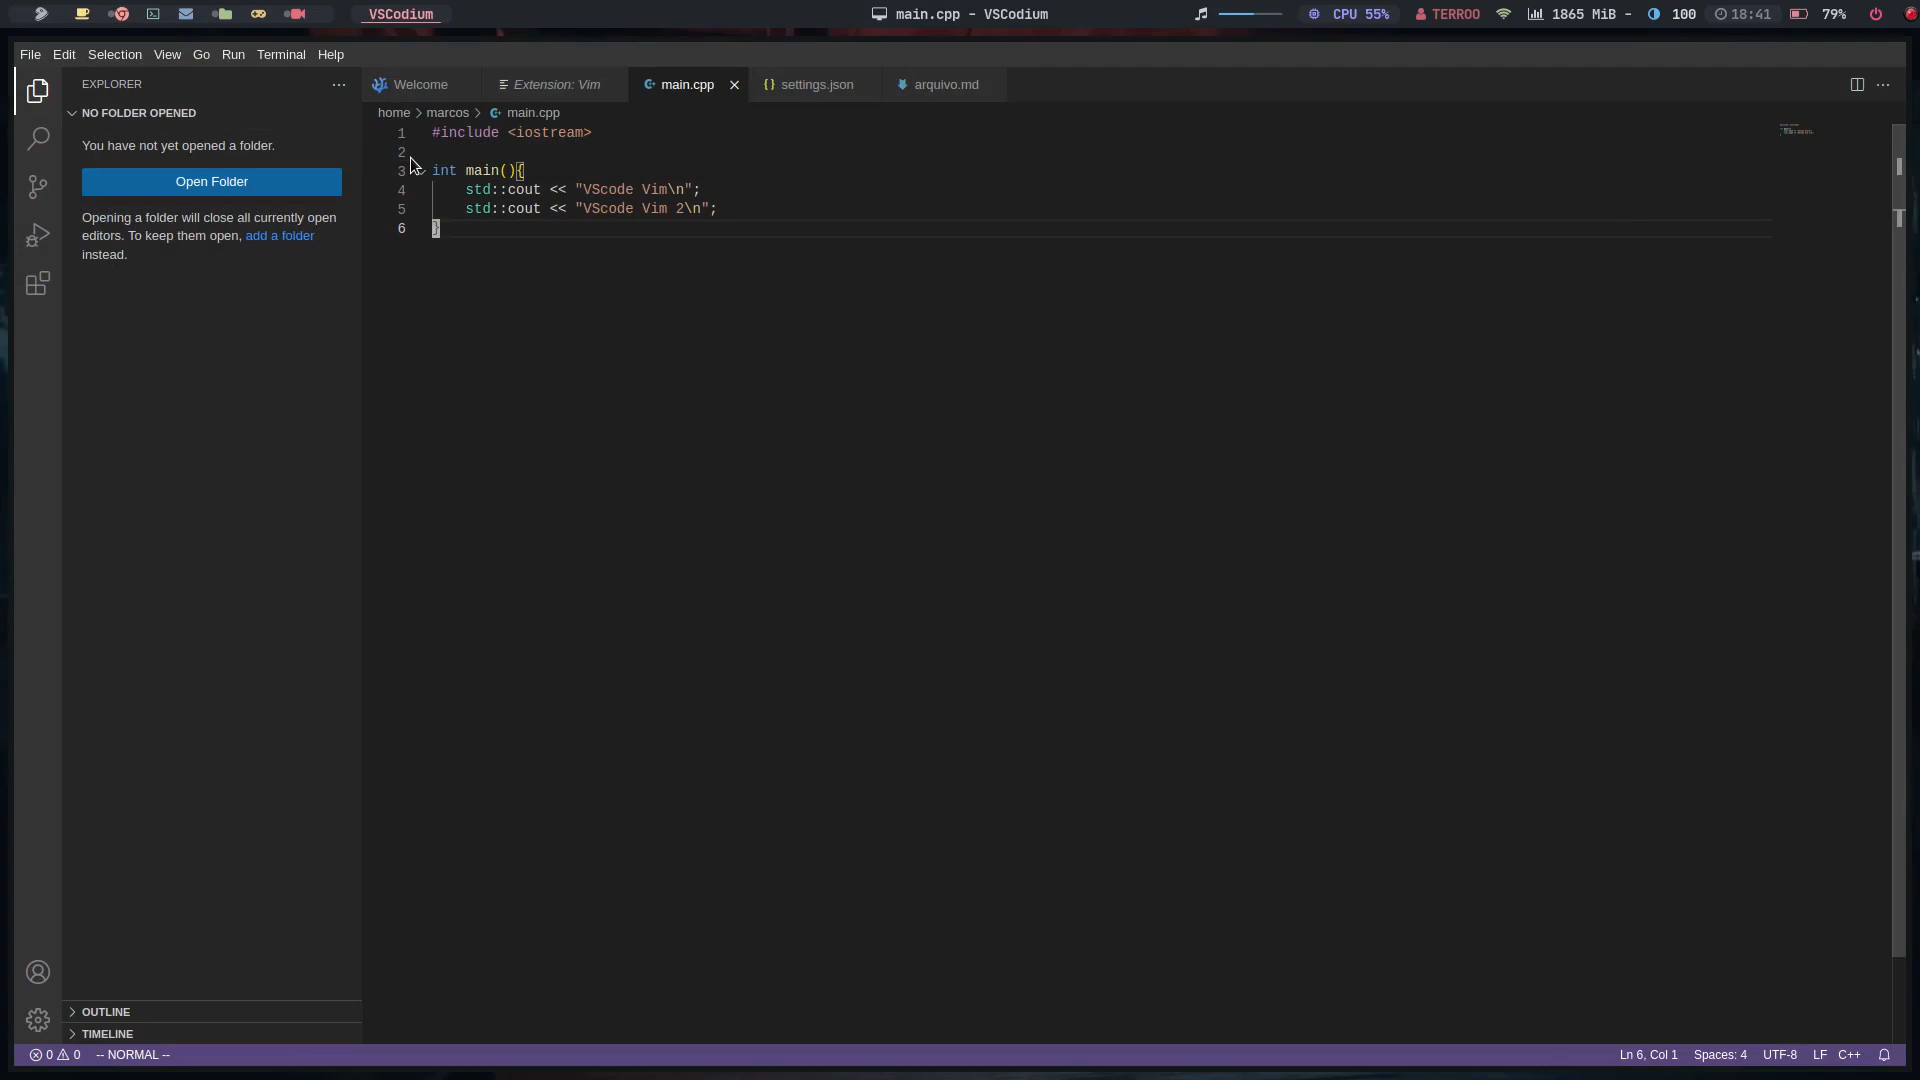 VSCodium
main.cpp - VSCodium
CPU 55%
TERROO
1865 MiB -
100
18:41
79%
File Edit Selection View Go Run Terminal Help
EXPLORER
Welcome
Extension: Vim
main.cpp
settings.json
arquivo.md
NO FOLDER OPENED
You have not yet opened a folder.
Open Folder
Opening a folder will close all currently open
editors. To keep them open, add a folder
instead.
home > marcos > main.cpp
1 #include <iostream>
2
3 int main(){
4     std::cout << "VScode Vim\n";
5     std::cout << "VScode Vim 2\n";
6 }
OUTLINE
TIMELINE
0 0 -- NORMAL --
Ln 6, Col 1 Spaces: 4 UTF-8 LF C++